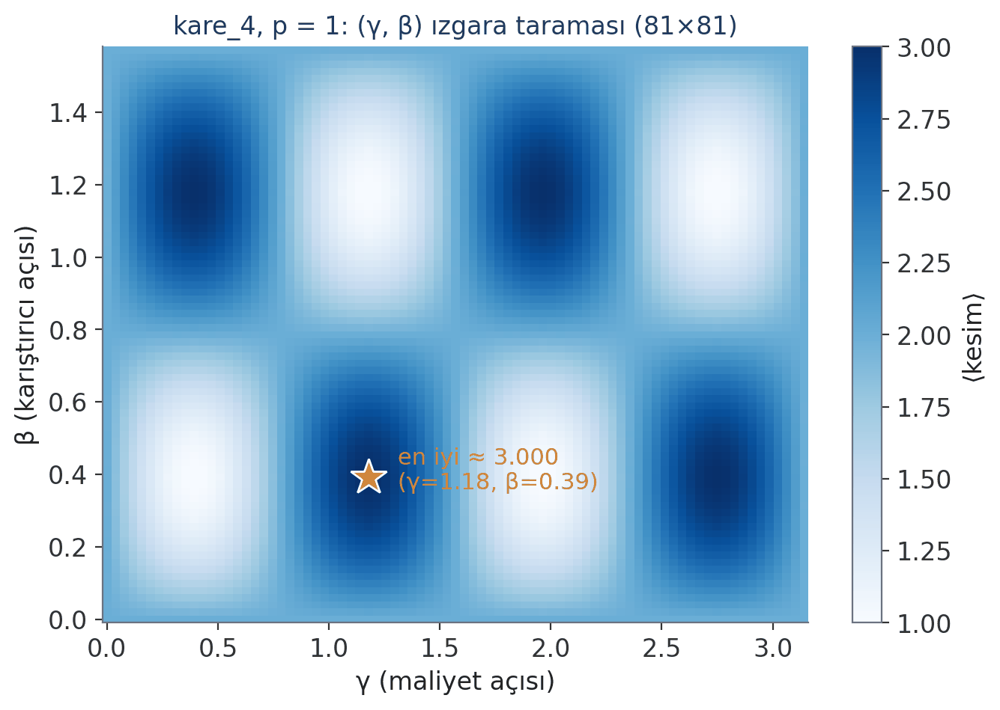 kare_4, p = 1: (γ, β) ızgara taraması (81×81)
β (karıştırıcı açısı)
1.4
1.2
1.0
0.8
0.6
0.4
0.2
0.0
en iyi ≈ 3.000
(γ=1.18, β=0.39)
0.0 0.5 1.0 1.5 2.0 2.5 3.0
γ (maliyet açısı)
3.00
2.75
2.50
2.25
2.00
1.75
1.50
1.25
1.00
⟨kesim⟩